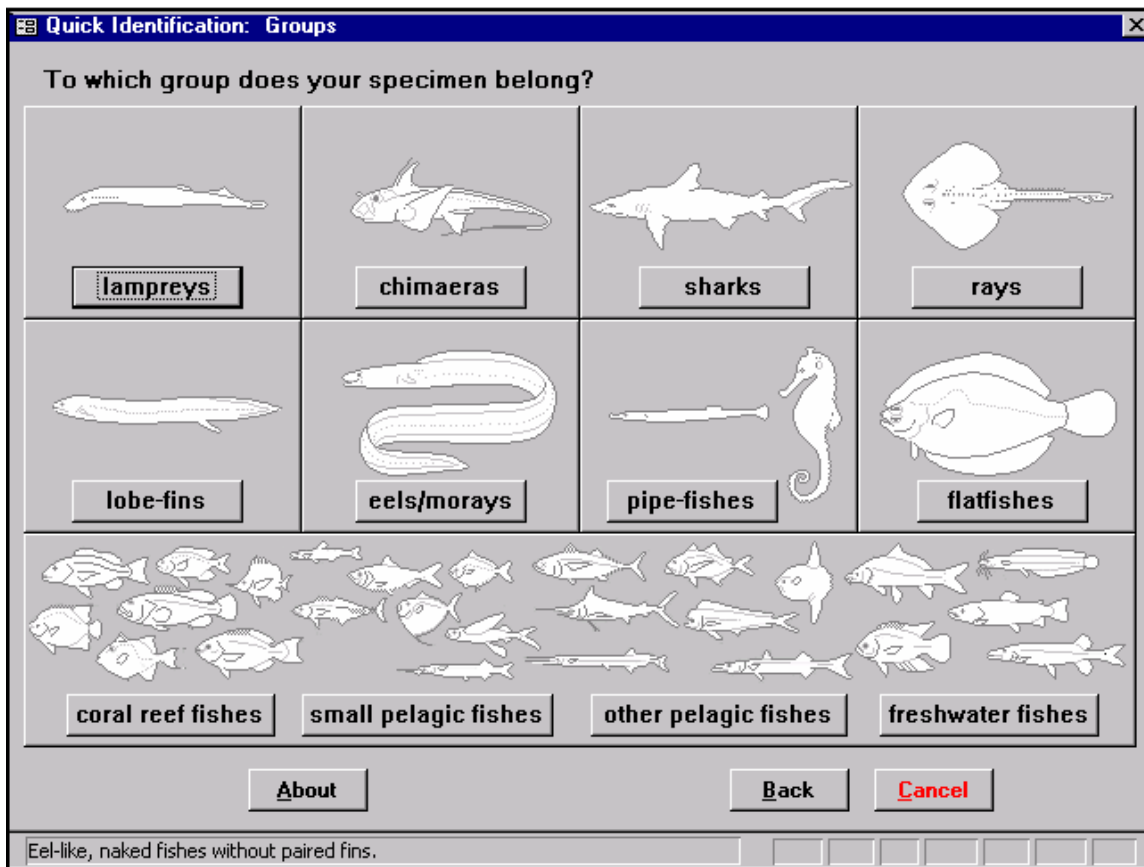 Quick Identification: Groups
To which group does your specimen belong?
lampreys
chimaeras
sharks
rays
lobe-fins
eels/morays
pipe-fishes
flatfishes
coral reef fishes
small pelagic fishes
other pelagic fishes
freshwater fishes
About
Back
Cancel
Eel-like, naked fishes without paired fins.